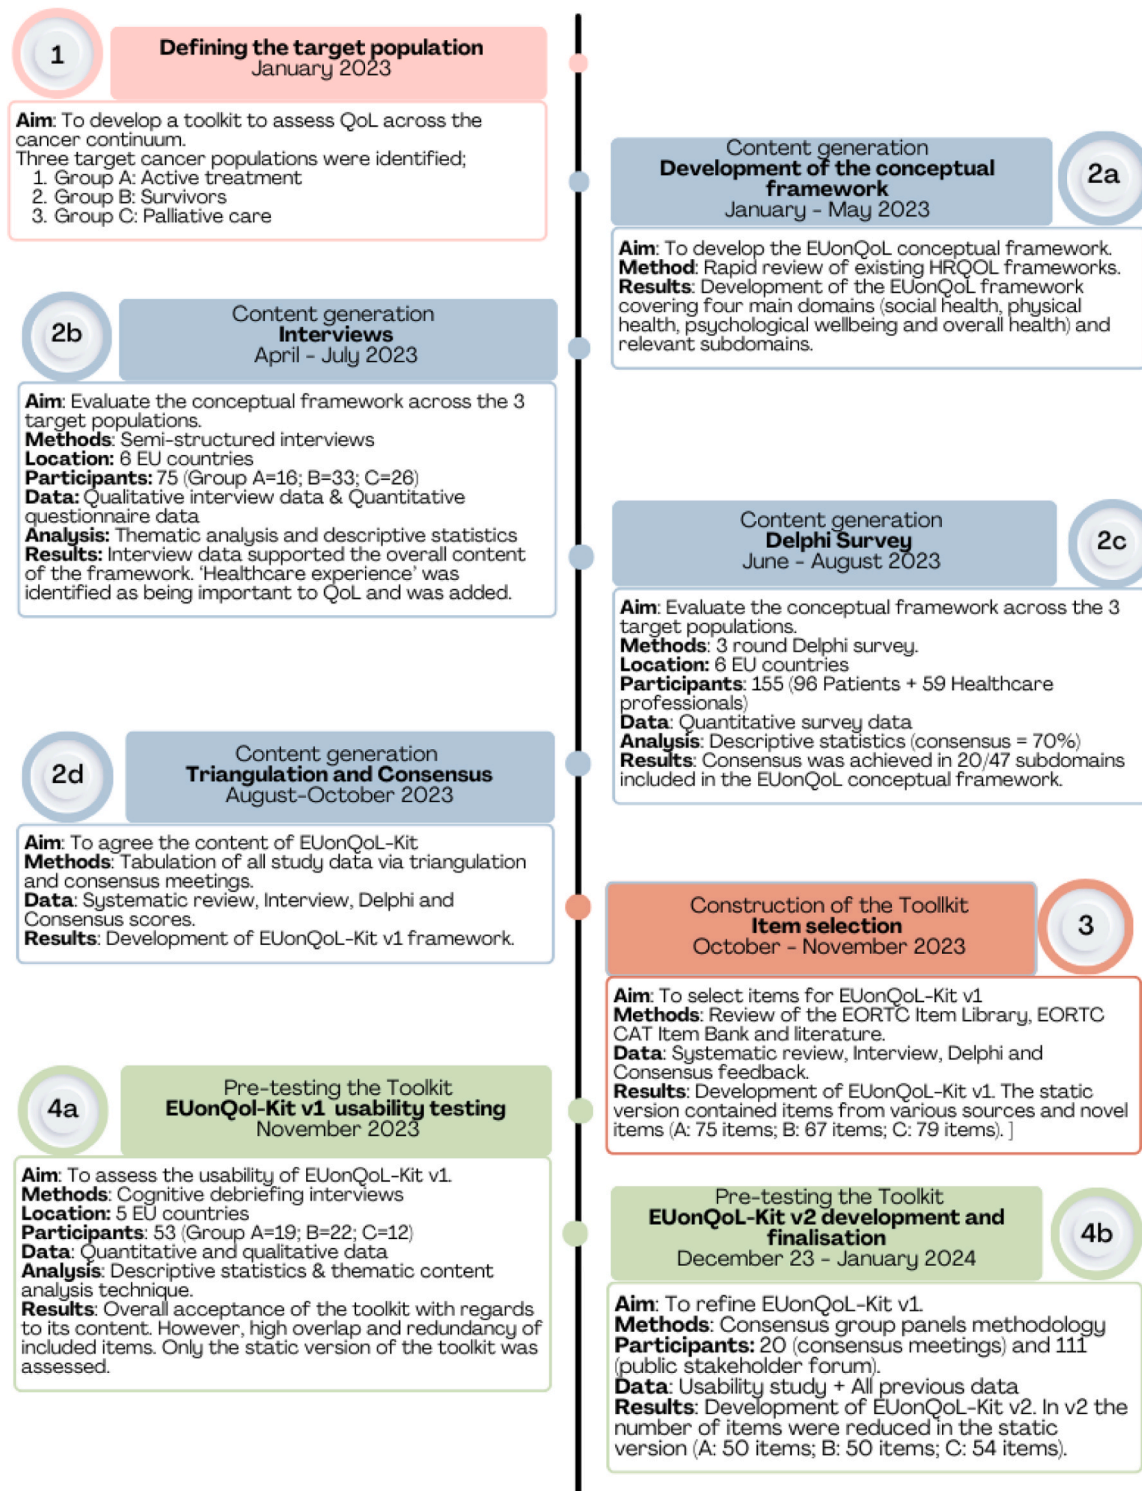 1
Defining the target population
January 2023
Aim: To develop a toolkit to assess QoL across the
cancer continuum.
Three target cancer populations were identified;
1. Group A: Active treatment
2. Group B: Survivors
3. Group C: Palliative care
Content generation
Development of the conceptual
framework
January - May 2023
2a
Aim: To develop the EUonQoL conceptual framework.
Method: Rapid review of existing HRQOL frameworks.
Results: Development of the EUonQoL framework
covering four main domains (social health, physical
health, psychological wellbeing and overall health) and
relevant subdomains.
2b
Content generation
Interviews
April - July 2023
Aim: Evaluate the conceptual framework across the 3
target populations.
Methods: Semi-structured interviews
Location: 6 EU countries
Participants: 75 (Group A=16; B=33; C=26)
Data: Qualitative interview data & Quantitative
questionnaire data
Analysis: Thematic analysis and descriptive statistics
Results: Interview data supported the overall content
of the framework. ‘Healthcare experience’ was
identified as being important to QoL and was added.
Content generation
Delphi Survey
June - August 2023
2c
Aim: Evaluate the conceptual framework across the 3
target populations.
Methods: 3 round Delphi survey.
Location: 6 EU countries
Participants: 155 (96 Patients + 59 Healthcare
professionals)
Data: Quantitative survey data
Analysis: Descriptive statistics (consensus = 70%)
Results: Consensus was achieved in 20/47 subdomains
included in the EUonQoL conceptual framework.
2d
Content generation
Triangulation and Consensus
August-October 2023
Aim: To agree the content of EUonQoL-Kit
Methods: Tabulation of all study data via triangulation
and consensus meetings.
Data: Systematic review, Interview, Delphi and
Consensus scores.
Results: Development of EUonQoL-Kit v1 framework.
Construction of the Toollkit
Item selection
October - November 2023
3
Aim: To select items for EUonQoL-Kit v1
Methods: Review of the EORTC Item Library, EORTC
CAT Item Bank and literature.
Data: Systematic review, Interview, Delphi and
Consensus feedback.
Results: Development of EUonQoL-Kit v1. The static
version contained items from various sources and novel
items (A: 75 items; B: 67 items; C: 79 items). ]
4a
Pre-testing the Toolkit
EUonQol-Kit v1 usability testing
November 2023
Aim: To assess the usability of EUonQoL-Kit v1.
Methods: Cognitive debriefing interviews
Location: 5 EU countries
Participants: 53 (Group A=19; B=22; C=12)
Data: Quantitative and qualitative data
Analysis: Descriptive statistics & thematic content
analysis technique.
Results: Overall acceptance of the toolkit with regards
to its content. However, high overlap and redundancy of
included items. Only the static version of the toolkit was
assessed.
Pre-testing the Toolkit
EUonQoL-Kit v2 development and
finalisation
December 23 - January 2024
4b
Aim: To refine EUonQoL-Kit v1.
Methods: Consensus group panels methodology
Participants: 20 (consensus meetings) and 111
(public stakeholder forum).
Data: Usability study + All previous data
Results: Development of EUonQoL-Kit v2. In v2 the
number of items were reduced in the static
version (A: 50 items; B: 50 items; C: 54 items).